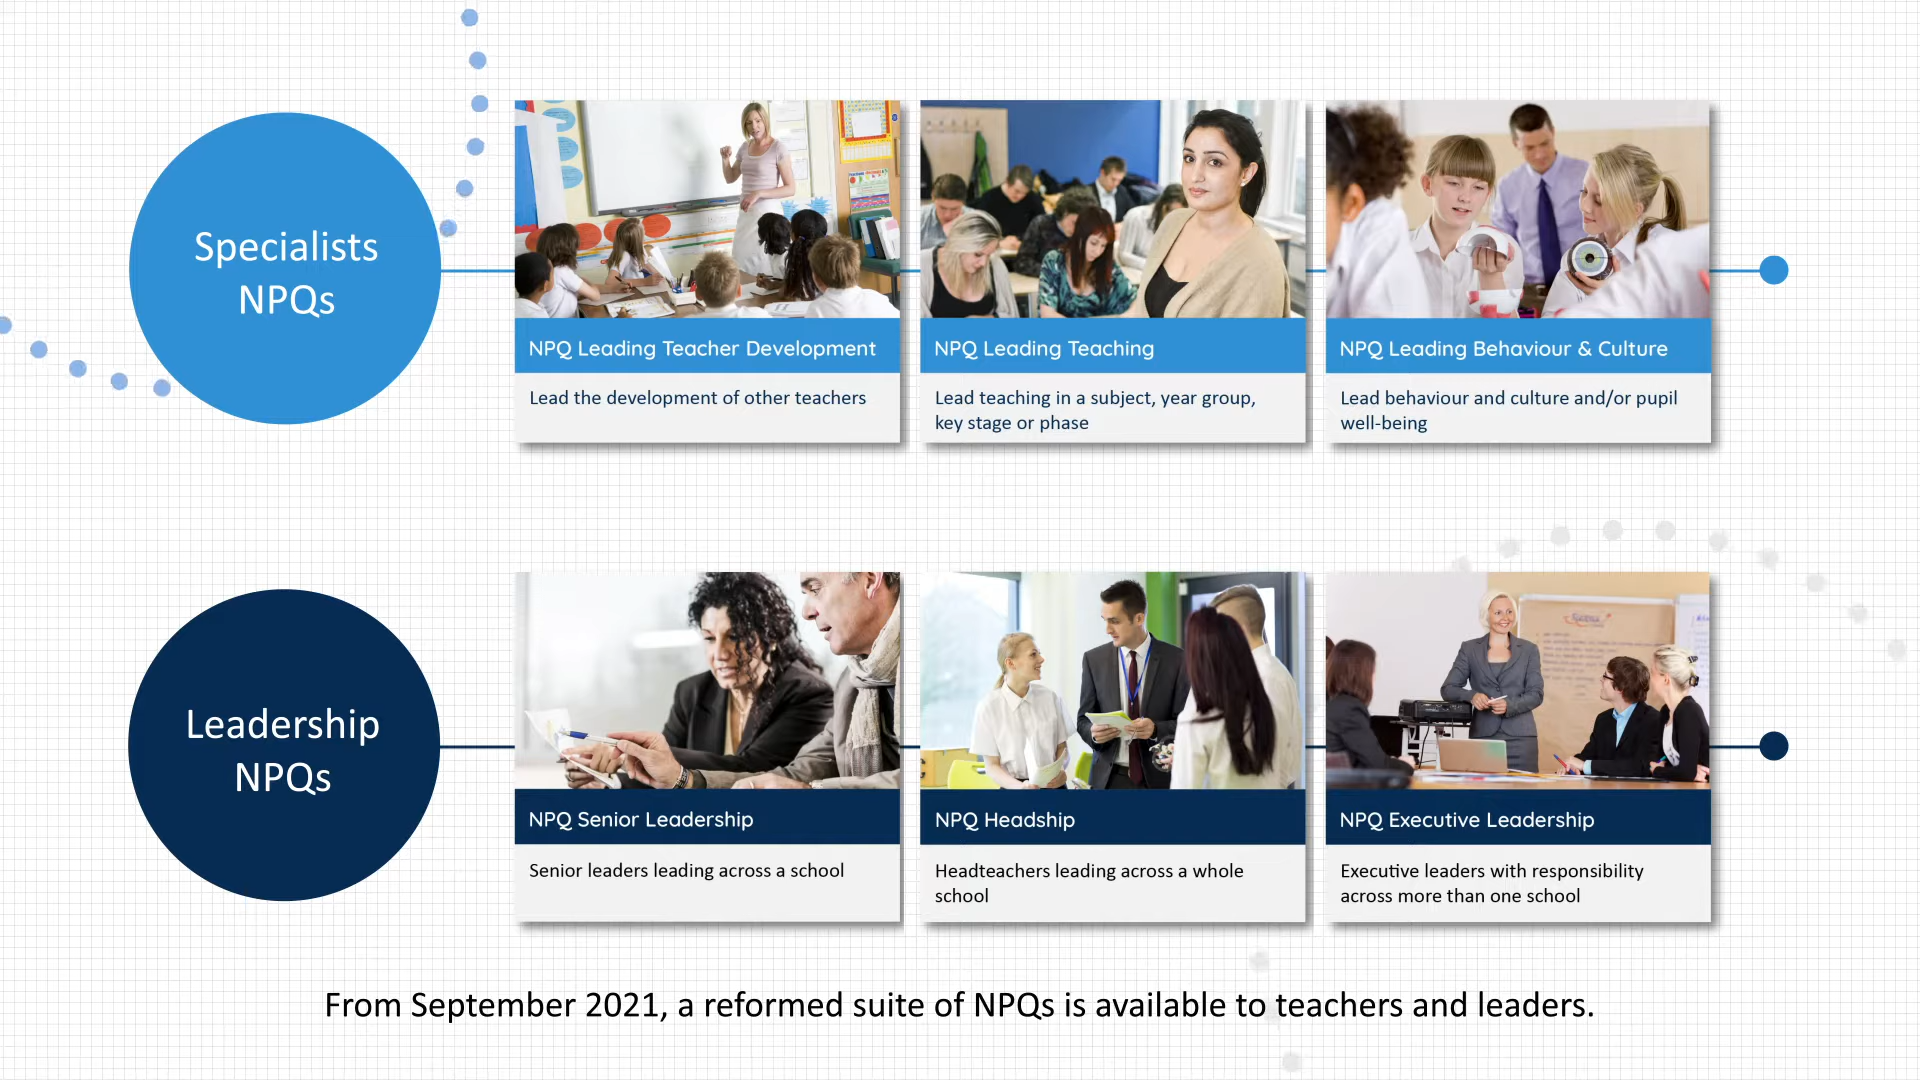 Specialists
NPQs
NPQ Leading Teacher Development
Lead the development of other teachers
NPQ Leading Teaching
Lead teaching in a subject, year group,
key stage or phase
NPQ Leading Behaviour & Culture
Lead behaviour and culture and/or pupil
well-being
Leadership
NPQs
NPQ Senior Leadership
Senior leaders leading across a school
NPQ Headship
Headteachers leading across a whole
school
NPQ Executive Leadership
Executive leaders with responsibility
across more than one school
From September 2021, a reformed suite of NPQs is available to teachers and leaders.